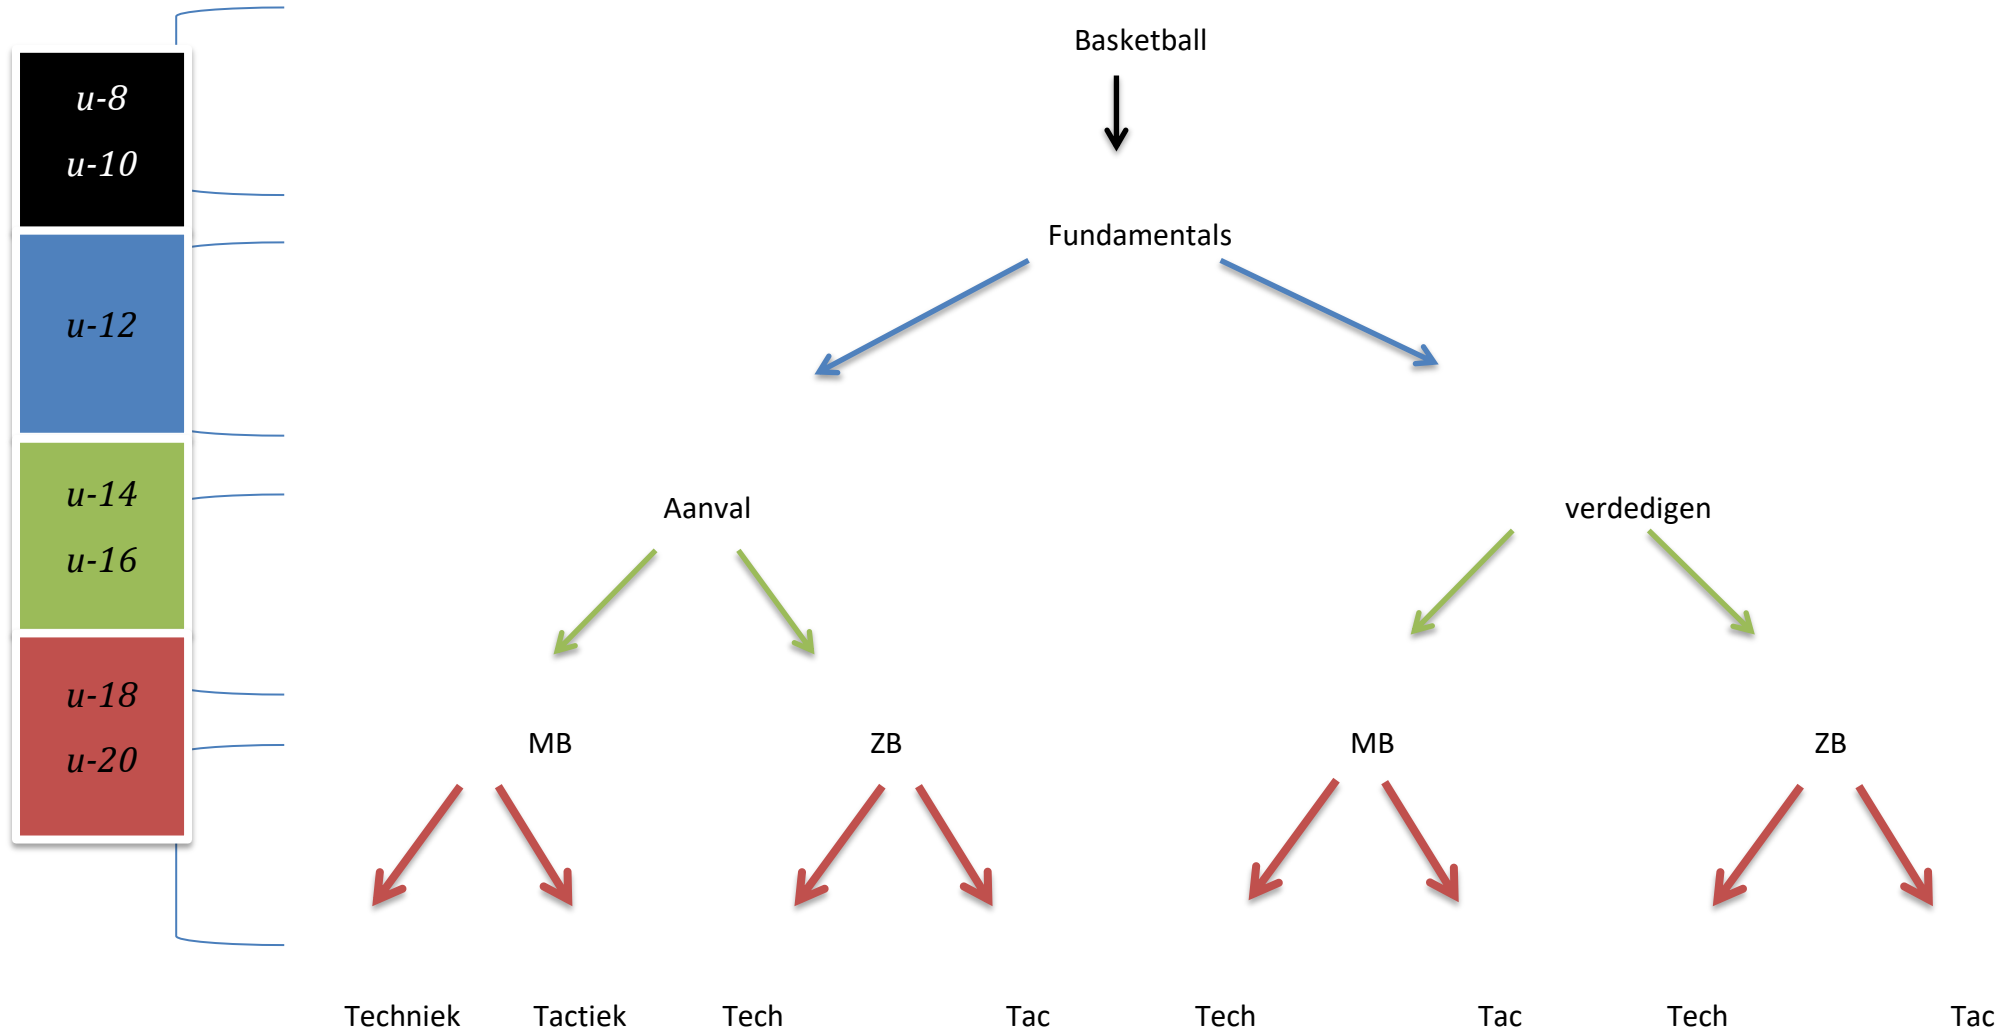 Basketball
u-8
u-10
Fundamentals
u-12
Aanval verdedigen
u-14
u-16
MB ZB MB ZB
u-18
u-20
Techniek Tactiek Tech Tac Tech Tac Tech Tac